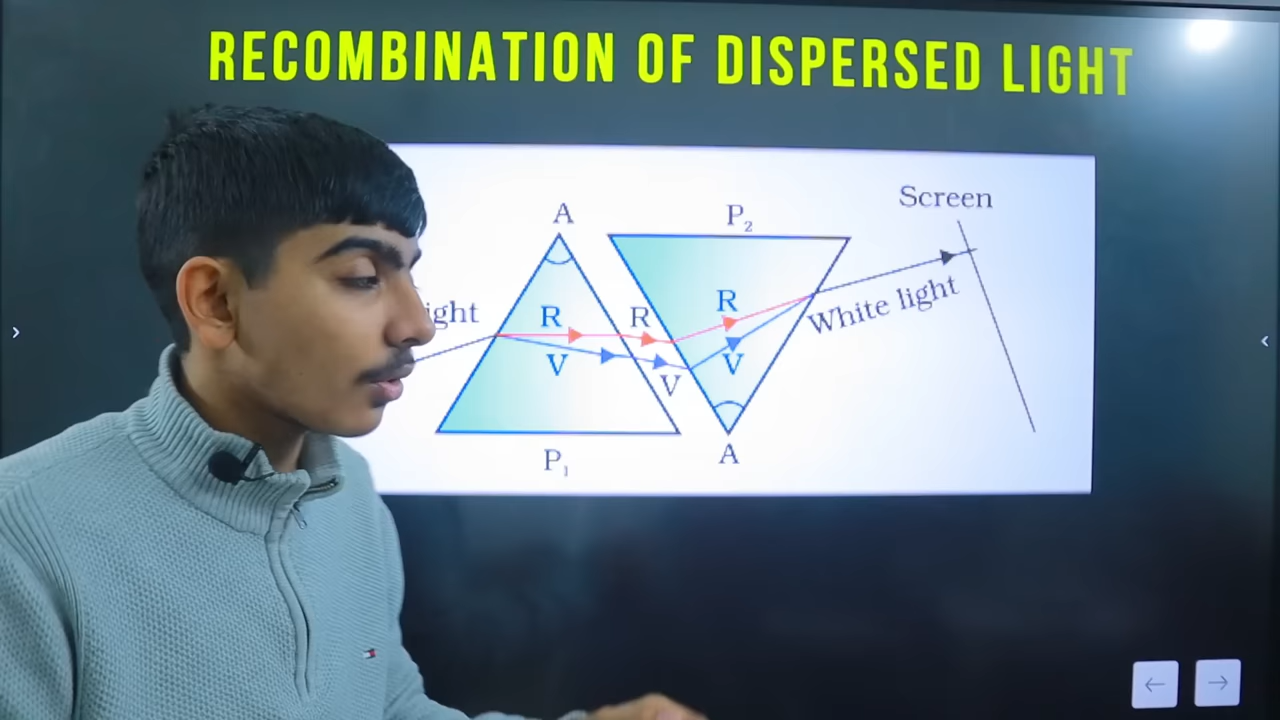 RECOMBINATION OF DISPERSED LIGHT
Screen
A
P₂
R
R
R
White light
V
V
V
A
P₁